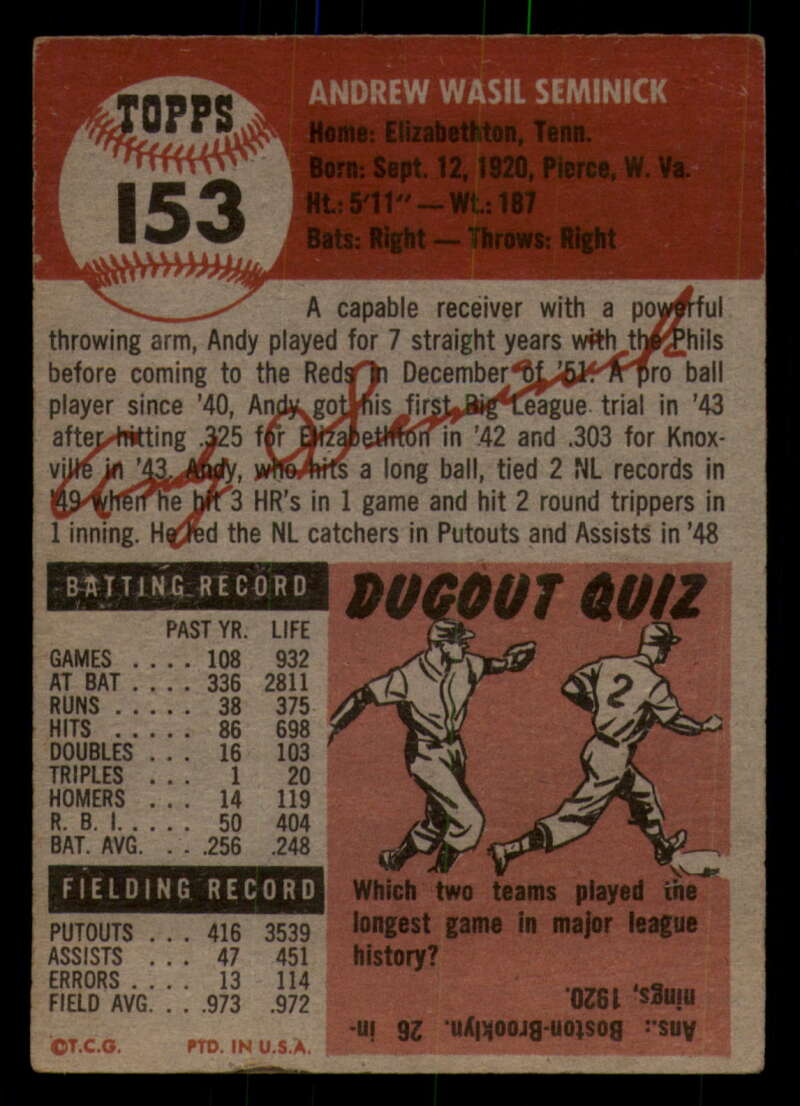 TOPPS
153
ANDREW WASIL SEMINICK
Home: Elizabethton, Tenn.
Born: Sept. 12, 1920, Pierce, W. Va.
Ht.: 5'11" — Wt.: 187
Bats: Right — Throws: Right
A capable receiver with a powerful
throwing arm, Andy played for 7 straight years with the Phils
before coming to the Reds in December of '51. A pro ball
player since '40, Andy got his first Big League trial in '43
after hitting .325 for Elizabethton in '42 and .303 for Knox-
ville in '43. Andy, who hits a long ball, tied 2 NL records in
'49 when he hit 3 HR's in 1 game and hit 2 round trippers in
1 inning. He led the NL catchers in Putouts and Assists in '48
BATTING RECORD
PAST YR. LIFE
GAMES .... 108 932
AT BAT .... 336 2811
RUNS ..... 38 375
HITS ..... 86 698
DOUBLES ... 16 103
TRIPLES ... 1 20
HOMERS ... 14 119
R. B. I. .... 50 404
BAT. AVG. ... .256 .248
FIELDING RECORD
PUTOUTS ... 416 3539
ASSISTS ... 47 451
ERRORS .... 13 114
FIELD AVG. ... .973 .972
©T.C.G. PTD. IN U.S.A.
DUGOUT QUIZ
2
Which two teams played the
longest game in major league
history?
Ans.: Boston-Brooklyn. 26 in-
nings, 1920.